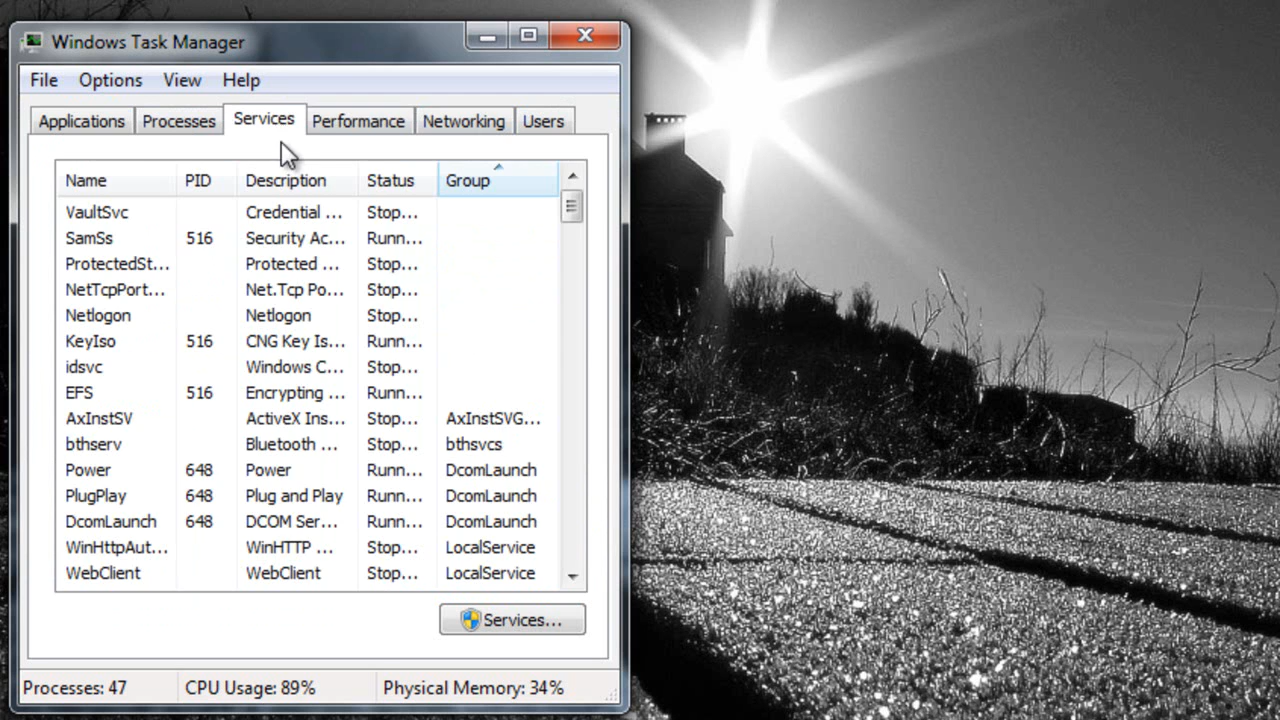 Windows Task Manager
File Options View Help
Applications Processes Services Performance Networking Users
Name PID Description Status Group
VaultSvc Credential ... Stop...
SamSs 516 Security Ac... Runn...
ProtectedSt... Protected ... Stop...
NetTcpPort... Net.Tcp Po... Stop...
Netlogon Netlogon Stop...
KeyIso 516 CNG Key Is... Runn...
idsvc Windows C... Stop...
EFS 516 Encrypting ... Runn...
AxInstSV ActiveX Ins... Stop... AxInstSVG...
bthserv Bluetooth ... Stop... bthsvcs
Power 648 Power Runn... DcomLaunch
PlugPlay 648 Plug and Play Runn... DcomLaunch
DcomLaunch 648 DCOM Ser... Runn... DcomLaunch
WinHttpAut... WinHTTP ... Stop... LocalService
WebClient WebClient Stop... LocalService
Services...
Processes: 47 CPU Usage: 89% Physical Memory: 34%